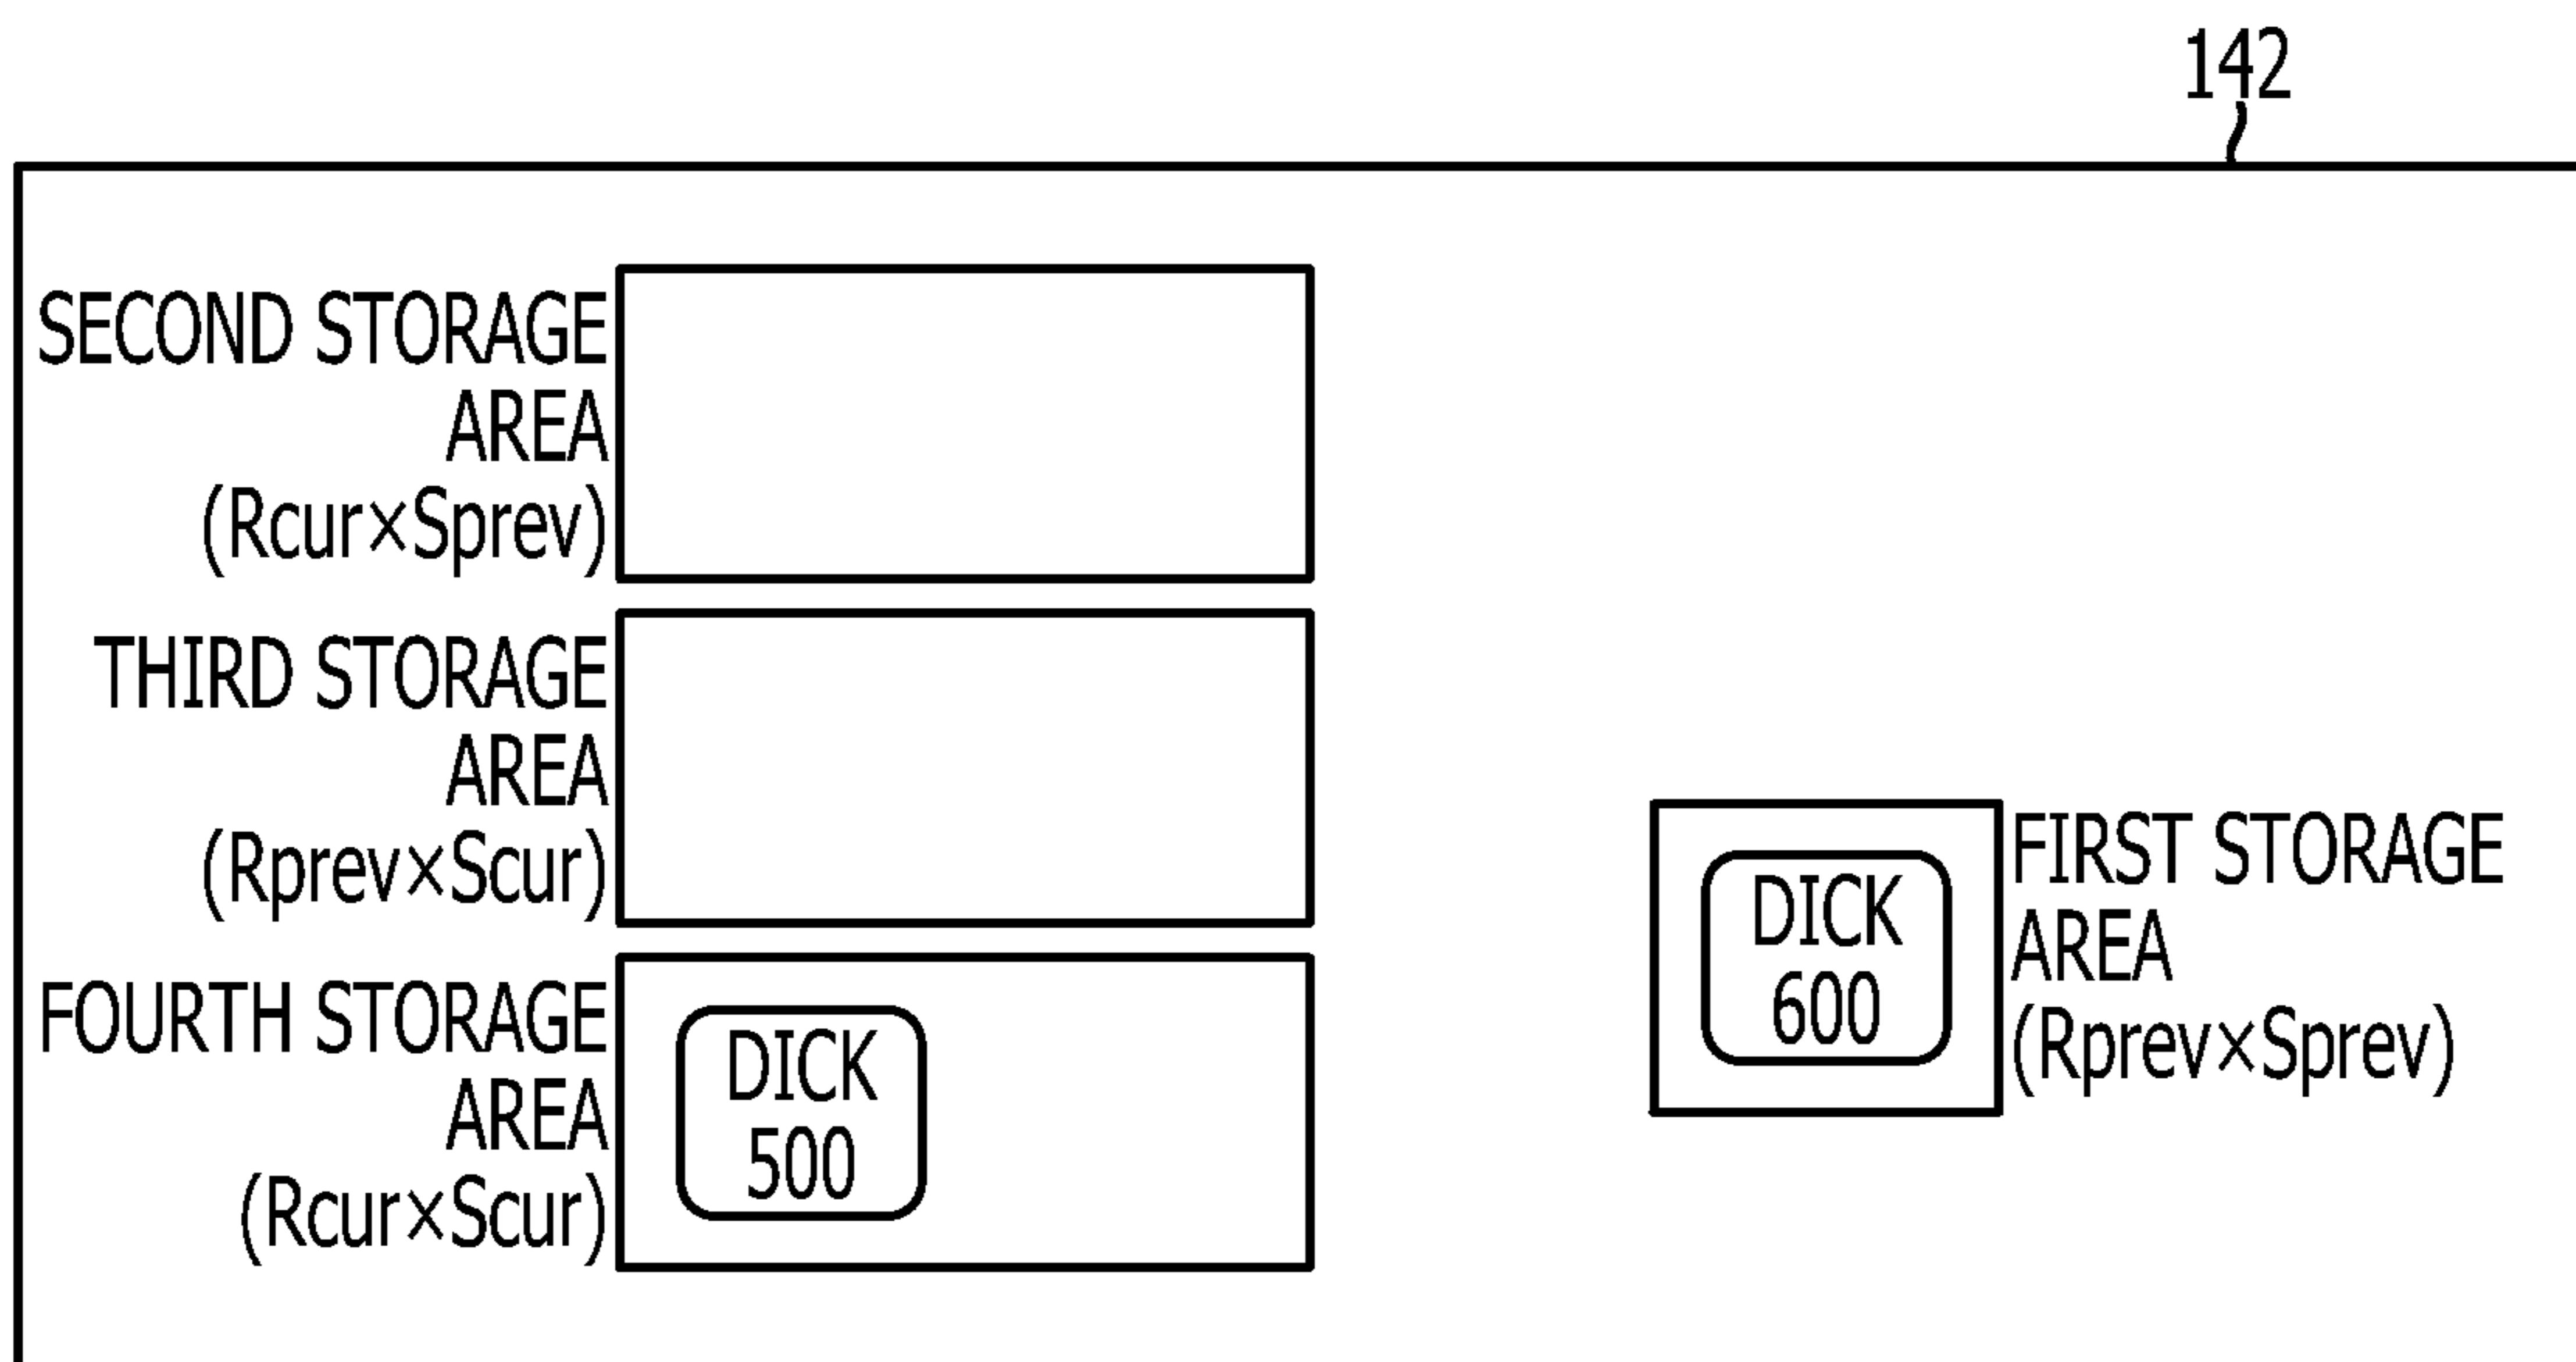 142
SECOND STORAGE
AREA
(Rcur×Sprev)
THIRD STORAGE
AREA
(Rprev×Scur)
FOURTH STORAGE
AREA
(Rcur×Scur)
DICK
500
DICK
600
FIRST STORAGE
AREA
(Rprev×Sprev)